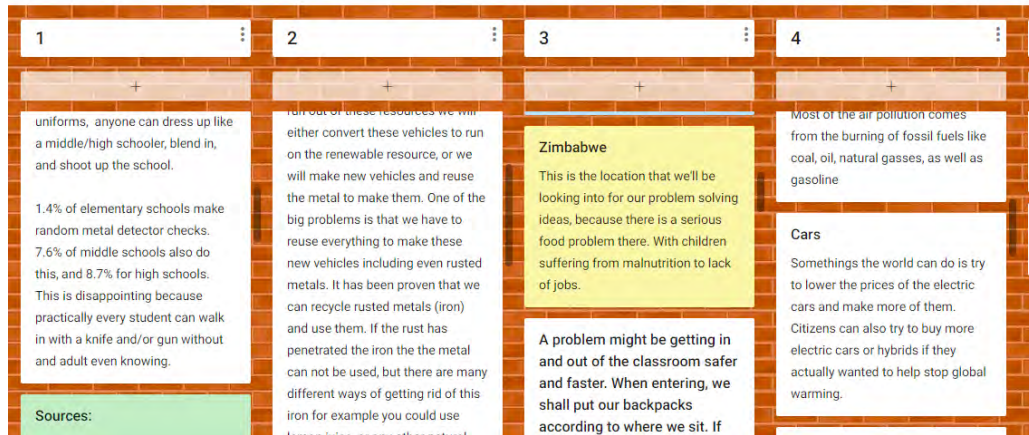 1
+
uniforms, anyone can dress up like
a middle/high schooler, blend in,
and shoot up the school.
1.4% of elementary schools make
random metal detector checks.
7.6% of middle schools also do
this, and 8.7% for high schools.
This is disappointing because
practically every student can walk
in with a knife and/or gun without
and adult even knowing.
Sources:
2
+
run out of these resources we will
either convert these vehicles to run
on the renewable resource, or we
will make new vehicles and reuse
the metal to make them. One of the
big problems is that we have to
reuse everything to make these
new vehicles including even rusted
metals. It has been proven that we
can recycle rusted metals (iron)
and use them. If the rust has
penetrated the iron the the metal
can not be used, but there are many
different ways of getting rid of this
iron for example you could use
3
+
Zimbabwe
This is the location that we'll be
looking into for our problem solving
ideas, because there is a serious
food problem there. With children
suffering from malnutrition to lack
of jobs.
A problem might be getting in
and out of the classroom safer
and faster. When entering, we
shall put our backpacks
according to where we sit. If
4
+
Most of the air pollution comes
from the burning of fossil fuels like
coal, oil, natural gasses, as well as
gasoline
Cars
Somethings the world can do is try
to lower the prices of the electric
cars and make more of them.
Citizens can also try to buy more
electric cars or hybrids if they
actually wanted to help stop global
warming.